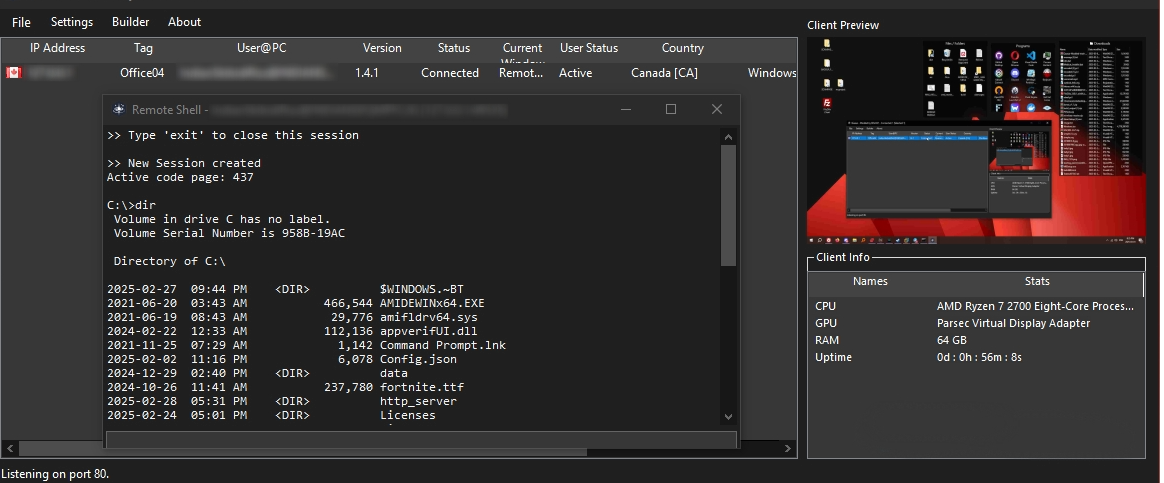 File Settings Builder About
Client Preview
IP Address Tag User@PC Version Status Current User Status Country
Office04 1.4.1 Connected Remot... Active Canada [CA] Windows
Remote Shell -
>> Type 'exit' to close this session
>> New Session created
Active code page: 437
C:\>dir
Volume in drive C has no label.
Volume Serial Number is 958B-19AC
Directory of C:\
2025-02-27 09:44 PM <DIR> $WINDOWS.~BT
2021-06-20 03:43 AM 466,544 AMIDEWINx64.EXE
2021-06-19 08:43 AM 29,776 amifldrv64.sys
2024-02-22 12:33 AM 112,136 appverifUI.dll
2021-11-25 07:29 AM 1,142 Command Prompt.lnk
2025-02-02 11:16 PM 6,078 Config.json
2024-12-29 02:40 PM <DIR> data
2024-10-26 11:41 AM 237,780 fortnite.ttf
2025-02-28 05:31 PM <DIR> http_server
2025-02-24 05:01 PM <DIR> Licenses
Client Info
Names Stats
CPU AMD Ryzen 7 2700 Eight-Core Proces...
GPU Parsec Virtual Display Adapter
RAM 64 GB
Uptime 0d : 0h : 56m : 8s
Listening on port 80.